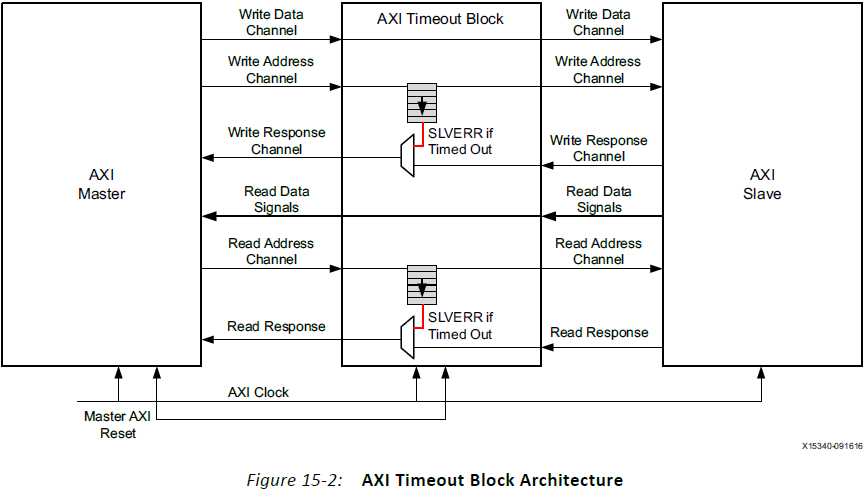 Write Data
Channel
AXI Timeout Block
Write Data
Channel
Write Address
Channel
Write Address
Channel
Write Response
Channel
SLVERR if
Timed Out
Write Response
Channel
AXI
Master
AXI
Slave
Read Data
Signals
Read Data
Signals
Read Address
Channel
Read Address
Channel
SLVERR if
Timed Out
Read Response
Read Response
AXI Clock
Master AXI
Reset
X15340-091616
Figure 15-2: AXI Timeout Block Architecture